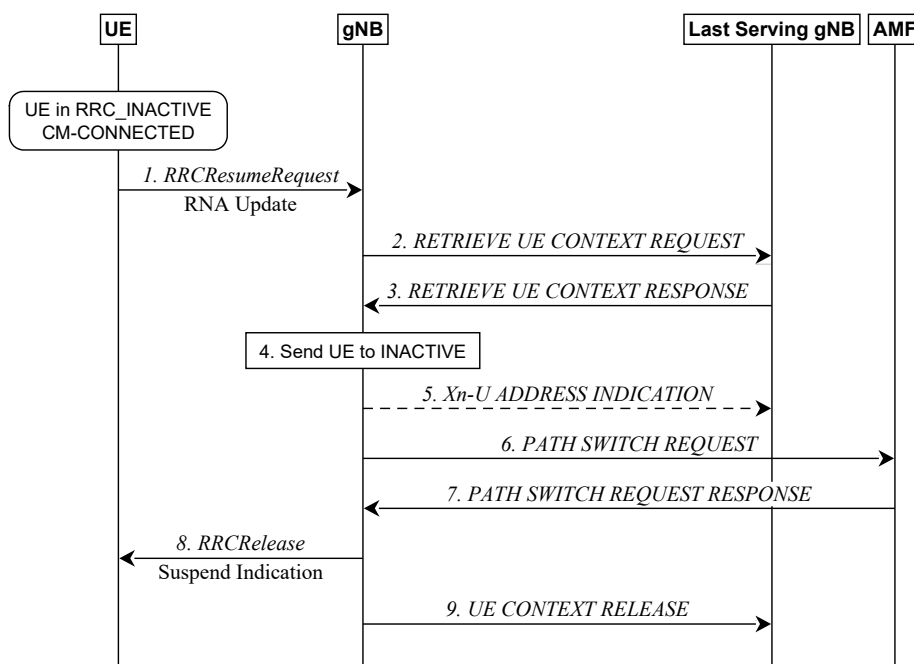 UE
gNB
Last Serving gNB
AMF
UE in RRC_INACTIVE
CM-CONNECTED
1. RRCResumeRequest
RNA Update
2. RETRIEVE UE CONTEXT REQUEST
3. RETRIEVE UE CONTEXT RESPONSE
4. Send UE to INACTIVE
5. Xn-U ADDRESS INDICATION
6. PATH SWITCH REQUEST
7. PATH SWITCH REQUEST RESPONSE
8. RRCRelease
Suspend Indication
9. UE CONTEXT RELEASE